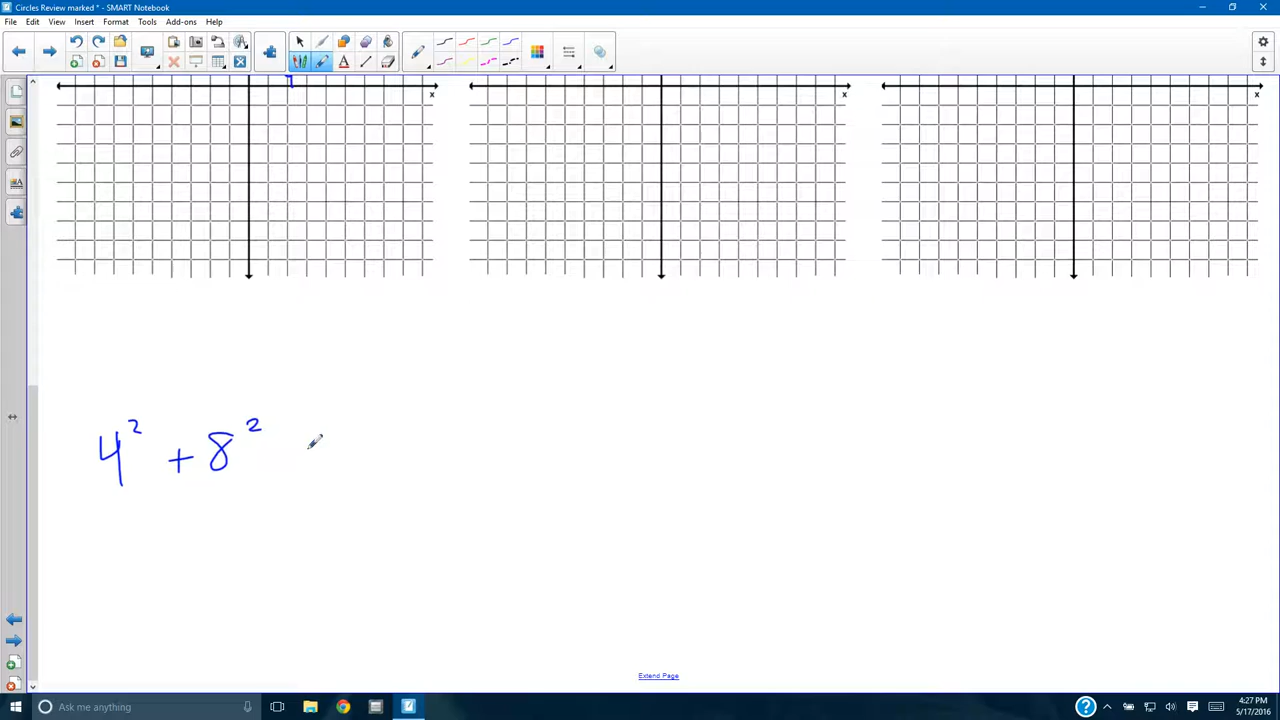 Circles Review marked * - SMART Notebook
File Edit View Insert Format Tools Add-ons Help
x x x
4² + 8²
Extend Page
Ask me anything
4:27 PM
5/17/2016